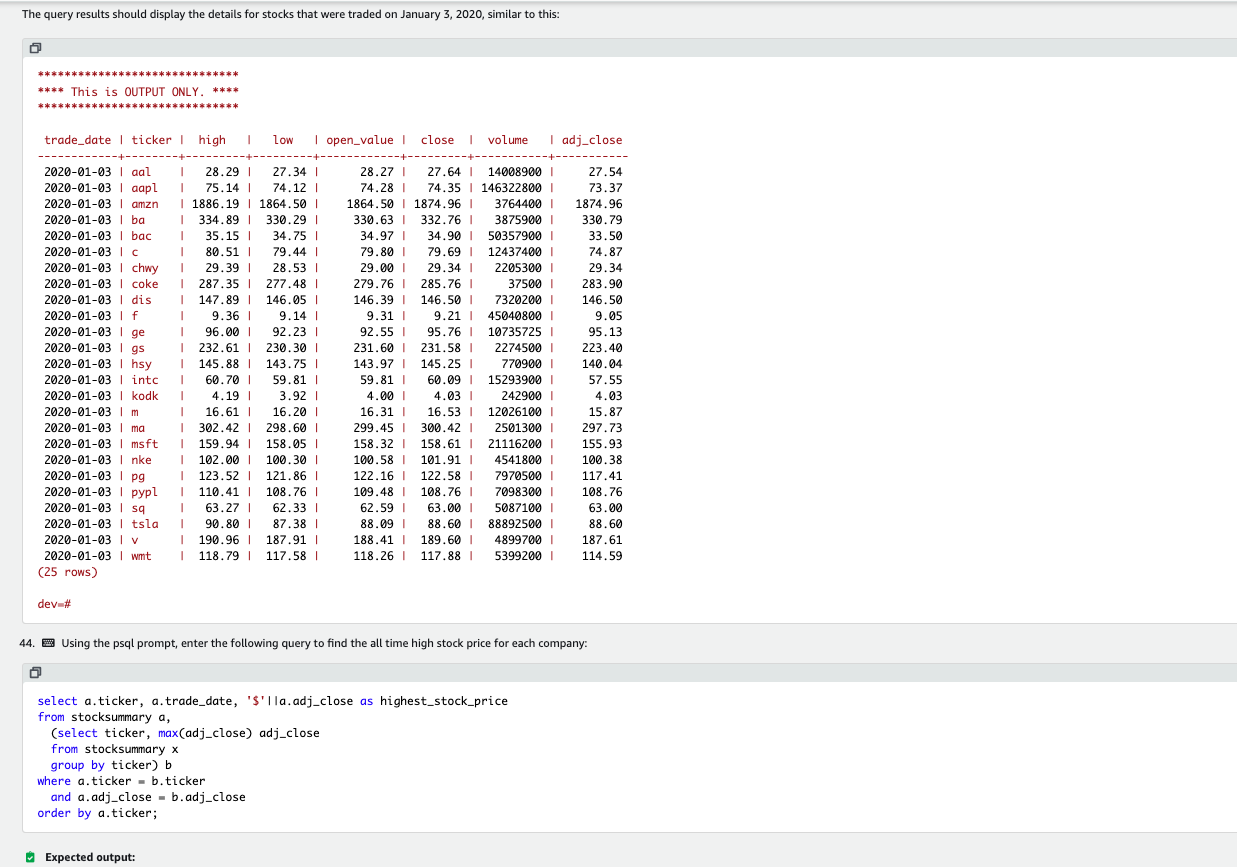 The query results should display the details for stocks that were traded on January 3, 2020, similar to this:
******************************
**** This is OUTPUT ONLY. ****
******************************
trade_date | ticker |  high   |   low   | open_value |  close  |  volume   | adj_close
------------+--------+---------+---------+------------+---------+-----------+-----------
2020-01-03 | aal    |   28.29 |   27.34 |      28.27 |   27.64 |  14008900 |     27.54
2020-01-03 | aapl   |   75.14 |   74.12 |      74.28 |   74.35 | 146322800 |     73.37
2020-01-03 | amzn   | 1886.19 | 1864.50 |    1864.50 | 1874.96 |   3764400 |   1874.96
2020-01-03 | ba     |  334.89 |  330.29 |     330.63 |  332.76 |   3875900 |    330.79
2020-01-03 | bac    |   35.15 |   34.75 |      34.97 |   34.90 |  50357900 |     33.50
2020-01-03 | c      |   80.51 |   79.44 |      79.80 |   79.69 |  12437400 |     74.87
2020-01-03 | chwy   |   29.39 |   28.53 |      29.00 |   29.34 |   2205300 |     29.34
2020-01-03 | coke   |  287.35 |  277.48 |     279.76 |  285.76 |     37500 |    283.90
2020-01-03 | dis    |  147.89 |  146.05 |     146.39 |  146.50 |   7320200 |    146.50
2020-01-03 | f      |    9.36 |    9.14 |       9.31 |    9.21 |  45040800 |      9.05
2020-01-03 | ge     |   96.00 |   92.23 |      92.55 |   95.76 |  10735725 |     95.13
2020-01-03 | gs     |  232.61 |  230.30 |     231.60 |  231.58 |   2274500 |    223.40
2020-01-03 | hsy    |  145.88 |  143.75 |     143.97 |  145.25 |    770900 |    140.04
2020-01-03 | intc   |   60.70 |   59.81 |      59.81 |   60.09 |  15293900 |     57.55
2020-01-03 | kodk   |    4.19 |    3.92 |       4.00 |    4.03 |    242900 |      4.03
2020-01-03 | m      |   16.61 |   16.20 |      16.31 |   16.53 |  12026100 |     15.87
2020-01-03 | ma     |  302.42 |  298.60 |     299.45 |  300.42 |   2501300 |    297.73
2020-01-03 | msft   |  159.94 |  158.05 |     158.32 |  158.61 |  21116200 |    155.93
2020-01-03 | nke    |  102.00 |  100.30 |     100.58 |  101.91 |   4541800 |    100.38
2020-01-03 | pg     |  123.52 |  121.86 |     122.16 |  122.58 |   7970500 |    117.41
2020-01-03 | pypl   |  110.41 |  108.76 |     109.48 |  108.76 |   7098300 |    108.76
2020-01-03 | sq     |   63.27 |   62.33 |      62.59 |   63.00 |   5087100 |     63.00
2020-01-03 | tsla   |   90.80 |   87.38 |      88.09 |   88.60 |  88892500 |     88.60
2020-01-03 | v      |  190.96 |  187.91 |     188.41 |  189.60 |   4899700 |    187.61
2020-01-03 | wmt    |  118.79 |  117.58 |     118.26 |  117.88 |   5399200 |    114.59
(25 rows)
dev=#
44. Using the psql prompt, enter the following query to find the all time high stock price for each company:
select a.ticker, a.trade_date, '$'||a.adj_close as highest_stock_price
from stocksummary a,
(select ticker, max(adj_close) adj_close
from stocksummary x
group by ticker) b
where a.ticker = b.ticker
and a.adj_close = b.adj_close
order by a.ticker;
Expected output: